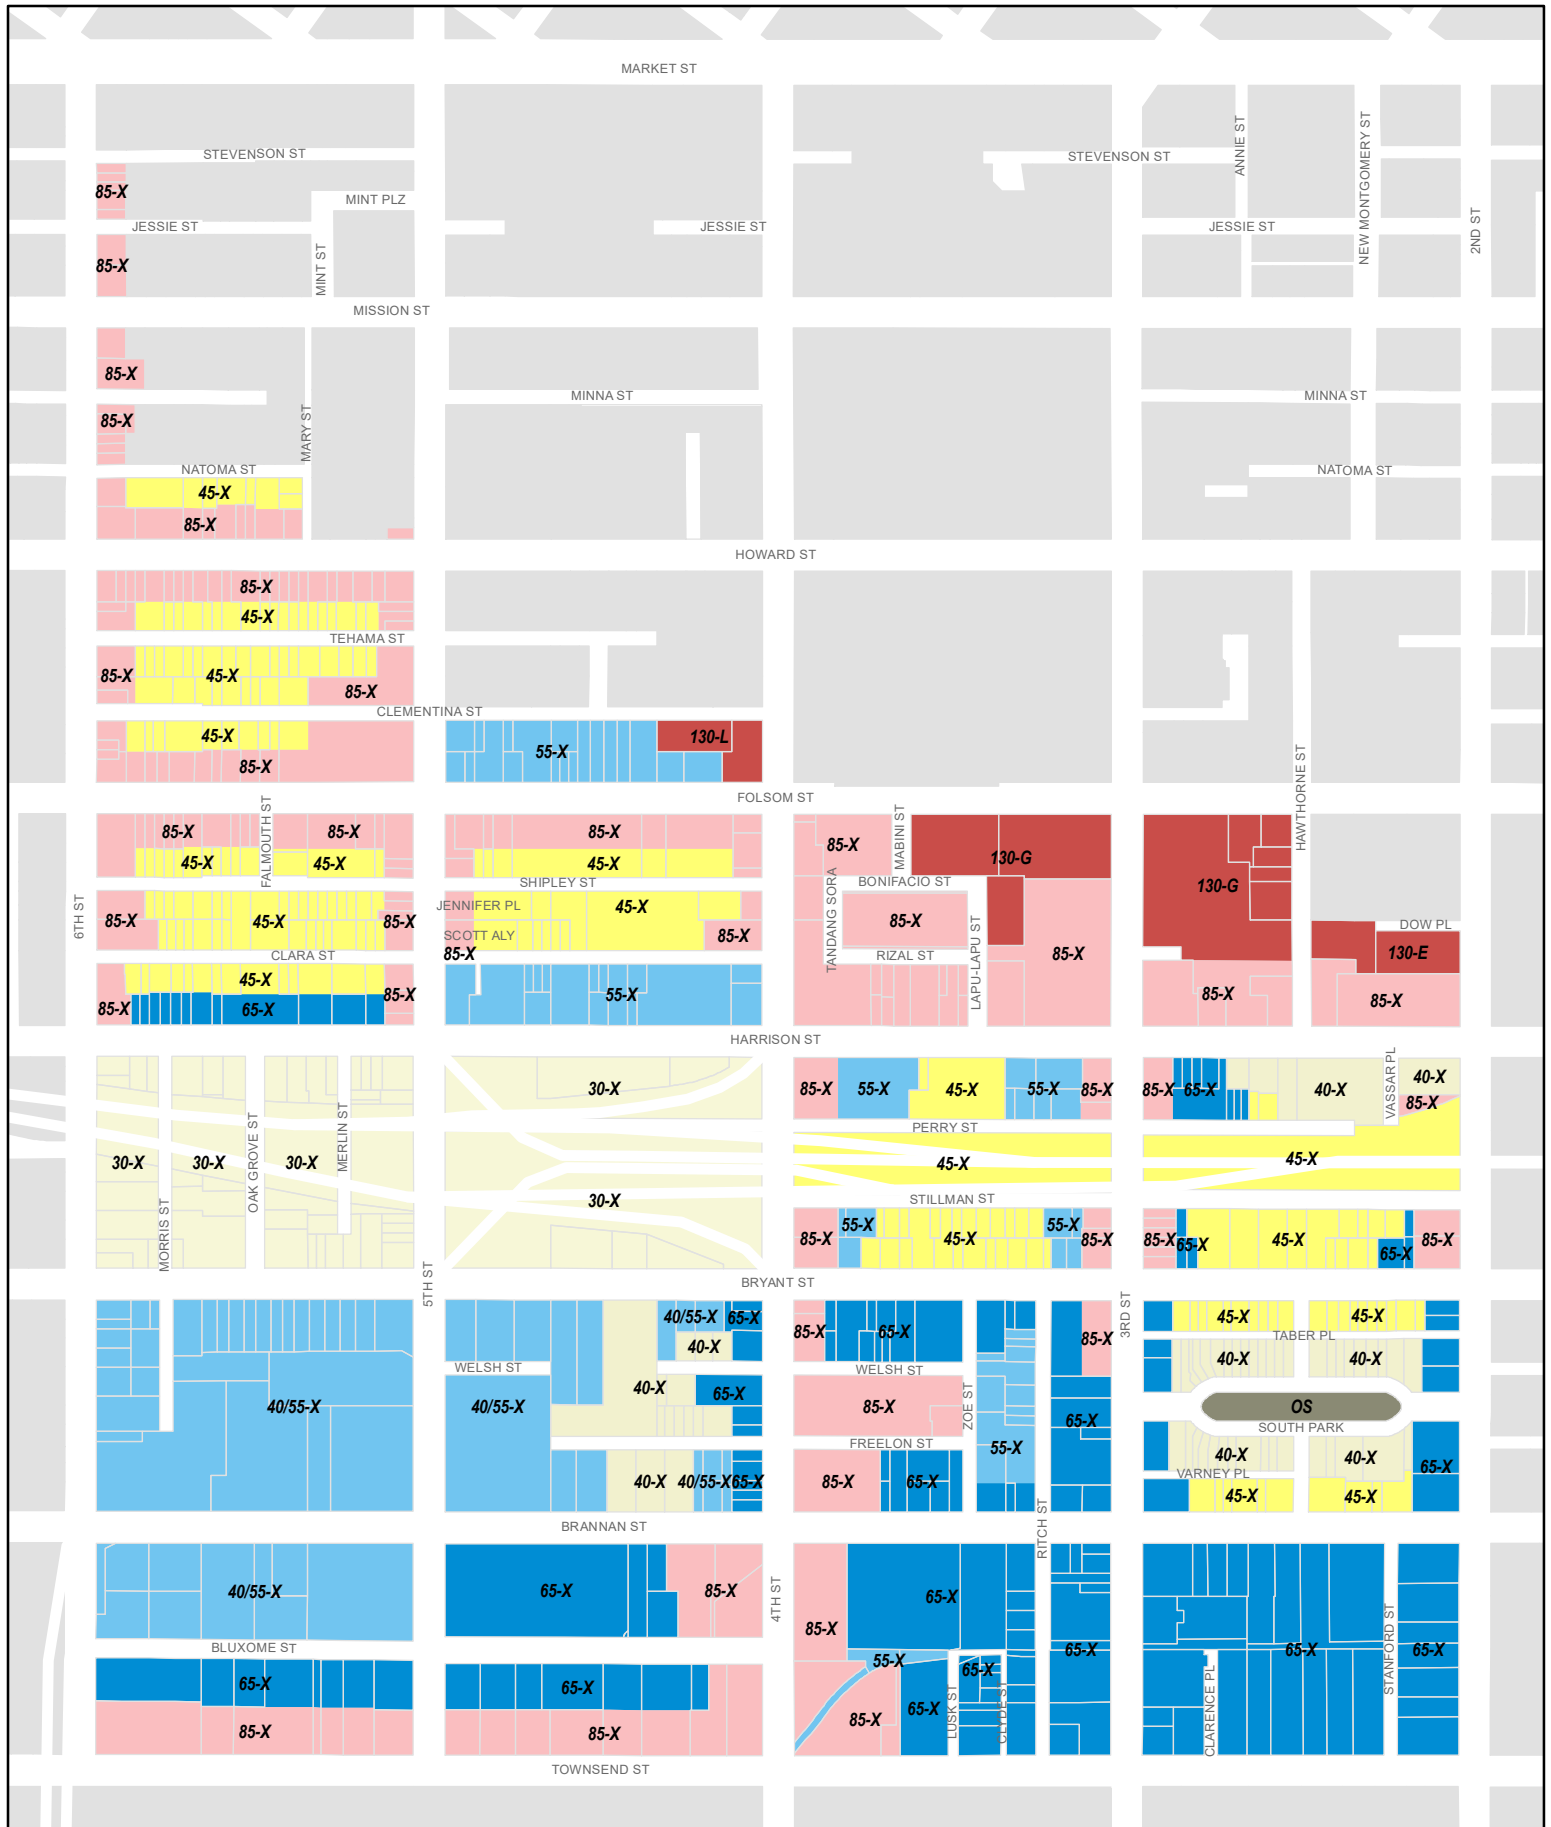 MARKET ST
STEVENSON ST
STEVENSON ST
ANNIE ST
NEW MONTGOMERY ST
85-X
MINT PLZ
JESSIE ST
JESSIE ST
JESSIE ST
2ND ST
85-X
MINT ST
MISSION ST
85-X
MINNA ST
MINNA ST
85-X
MARY ST
NATOMA ST
NATOMA ST
45-X
85-X
HOWARD ST
85-X
45-X
TEHAMA ST
85-X
45-X
85-X
CLEMENTINA ST
45-X
85-X
55-X
130-L
HAWTHORNE ST
FOLSOM ST
85-X
FALMOUTH ST
85-X
45-X
45-X
85-X
45-X
85-X
MABINI ST
130-G
130-G
SHIPLEY ST
BONIFACIO ST
6TH ST
85-X
45-X
85-X
JENNIFER PL
45-X
SCOTT ALY
85-X
85-X
TANDANG SORA
85-X
LAPU-LAPU ST
DOW PL
130-E
CLARA ST
RIZAL ST
85-X
85-X
45-X
65-X
85-X
55-X
85-X
85-X
HARRISON ST
30-X
85-X
55-X
45-X
55-X
85-X
85-X
65-X
40-X
VASSAR PL
40-X
85-X
PERRY ST
30-X
30-X
30-X
MORRIS ST
OAK GROVE ST
MERLIN ST
30-X
45-X
45-X
STILLMAN ST
85-X
55-X
45-X
55-X
85-X
85-X
65-X
45-X
65-X
85-X
5TH ST
BRYANT ST
3RD ST
40/55-X
65-X
40-X
WELSH ST
85-X
65-X
WELSH ST
85-X
45-X
45-X
TABER PL
40-X
40-X
40/55-X
40/55-X
40-X
65-X
85-X
ZOE ST
65-X
OS
SOUTH PARK
FREELON ST
55-X
40-X
40-X
VARNEY PL
65-X
40-X
40/55-X
65-X
85-X
65-X
45-X
45-X
BRANNAN ST
RITCH ST
40/55-X
65-X
85-X
4TH ST
85-X
65-X
BLUXOME ST
55-X
65-X
65-X
65-X
STANFORD ST
65-X
65-X
85-X
65-X
85-X
85-X
65-X
LUSK ST
CLYDE ST
CLARENCE PL
TOWNSEND ST